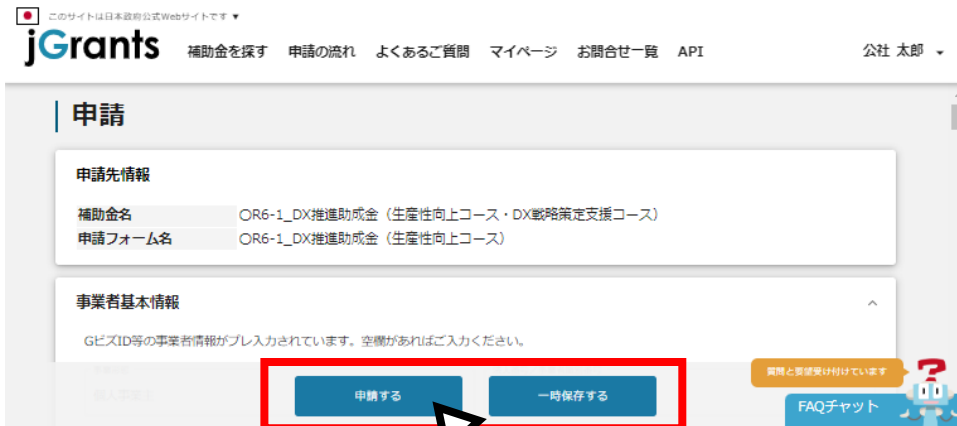 このサイトは日本政府公式Webサイトです ▼
jGrants 補助金を探す 申請の流れ よくあるご質問 マイページ お問合せ一覧 API 公社 太郎
申請
申請先情報
補助金名 〇R6-1_DX推進助成金（生産性向上コース・DX戦略策定支援コース）
申請フォーム名 〇R6-1_DX推進助成金（生産性向上コース）
事業者基本情報
GビズID等の事業者情報がプレ入力されています。空欄があればご入力ください。
申請する 一時保存する
質問と要望受け付けています
FAQチャット